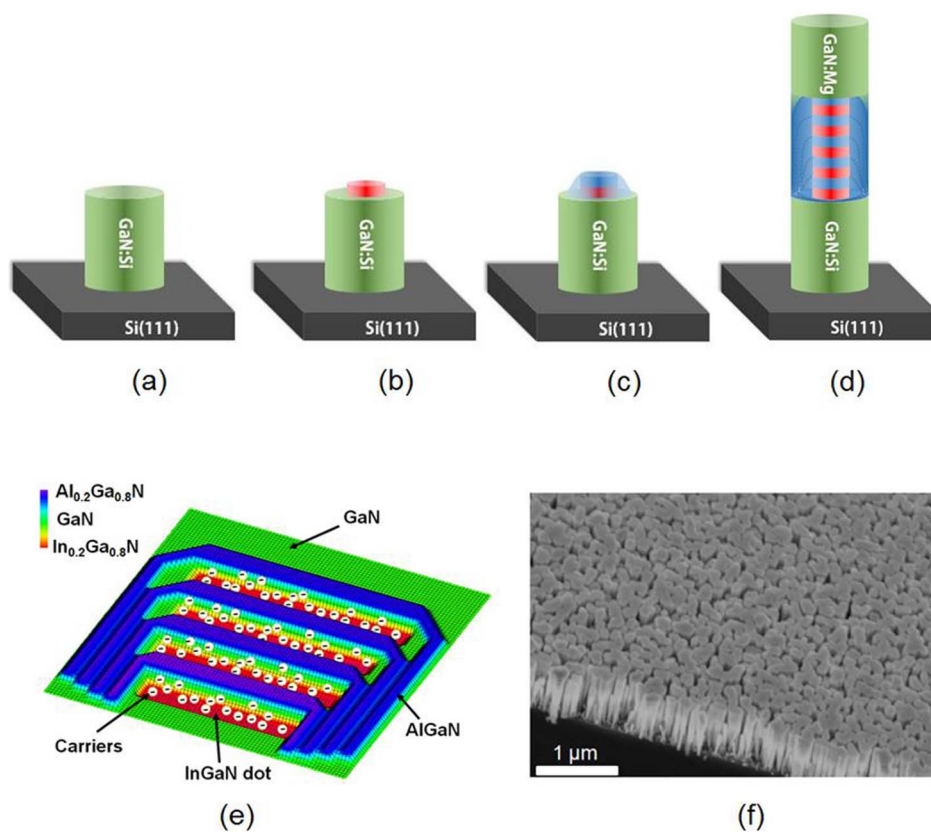 GaN:Si
Si(111)
(a)
GaN:Si
Si(111)
(b)
GaN:Si
Si(111)
(c)
GaN:Mg
GaN:Si
Si(111)
(d)
Al0.2Ga0.8N
GaN
In0.2Ga0.8N
GaN
Carriers
InGaN dot
AlGaN
(e)
1 μm
(f)